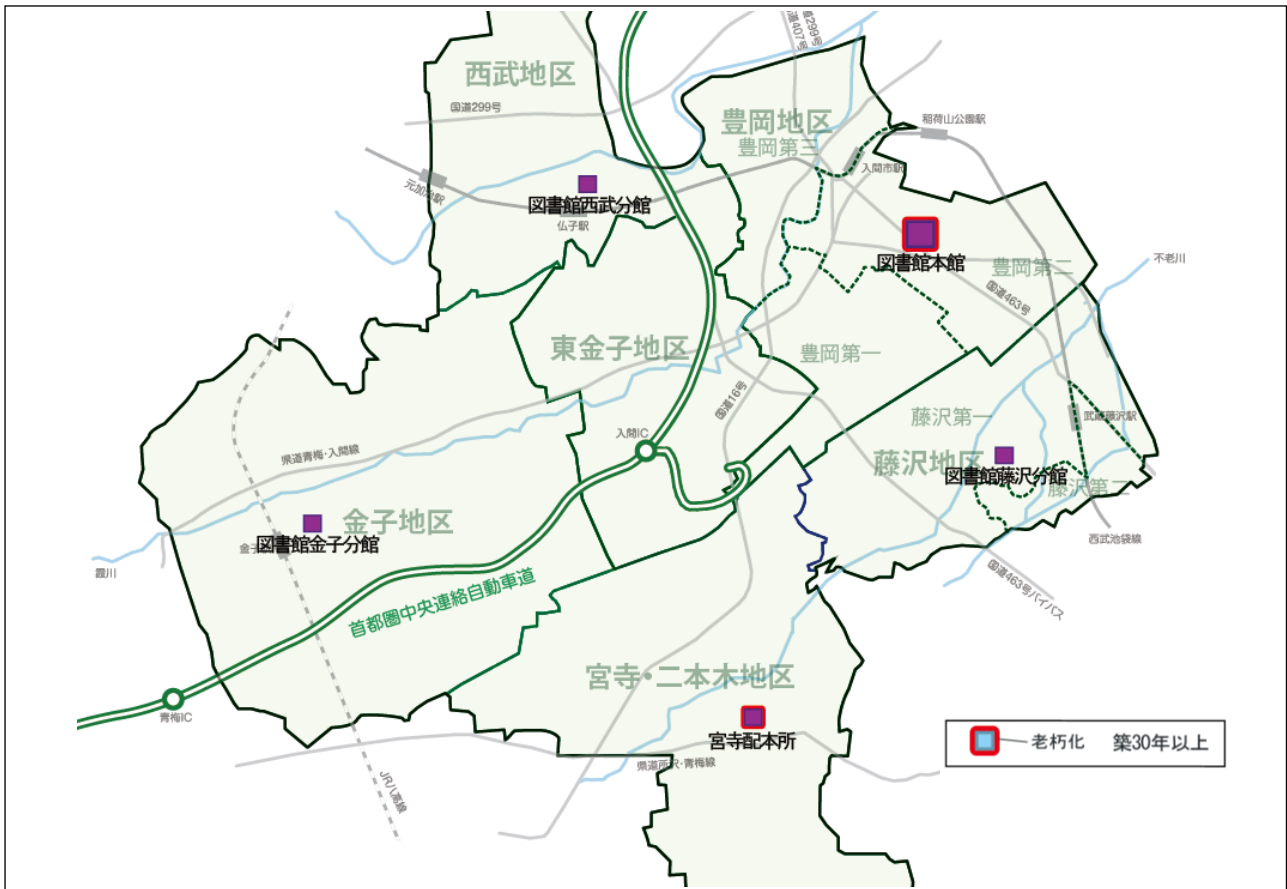 国道299号
国道407号
西武地区
国道299号
豊岡地区
豊岡第三
稲荷山公園駅
入間市駅
元加治駅
図書館西武分館
仏子駅
図書館本館
豊岡第二
不老川
国道463号
東金子地区
豊岡第一
国道16号
藤沢第一
武蔵藤沢駅
入間IC
県道青梅・入間線
藤沢地区
図書館藤沢分館
藤沢第二
金子地区
図書館金子分館
霞川
西武池袋線
国道463号バイパス
首都圏中央連絡自動車道
宮寺・二本木地区
青梅IC
宮寺配本所
県道所沢・青梅線
JR八高線
老朽化　築30年以上